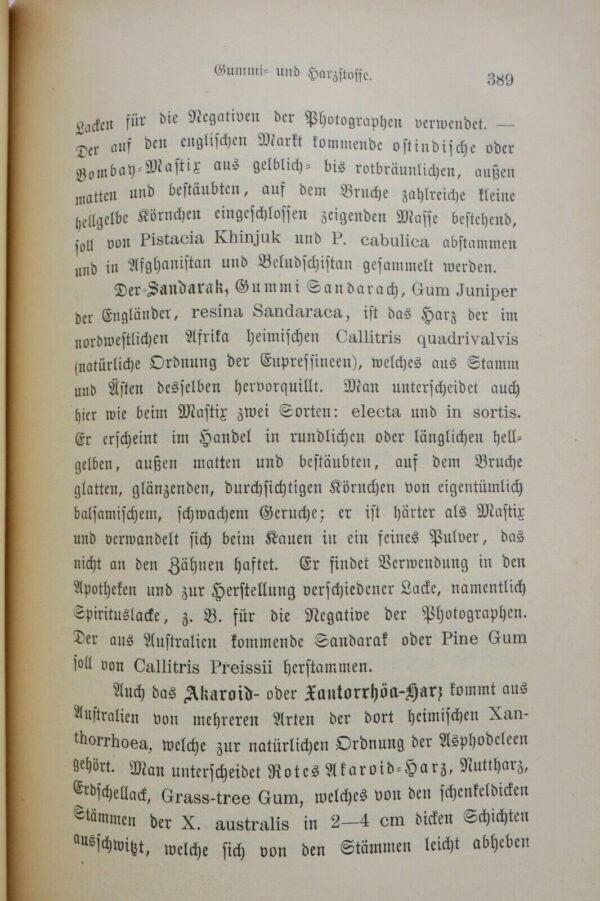 Gummi- und Harzstoffe.
389
Lacken für die Negativen der Photographen verwendet. —
Der auf den englischen Markt kommende ostindische oder
Bombay-Mastix aus gelblich- bis rotbräunlichen, außen
matten und bestäubten, auf dem Bruche zahlreiche kleine
hellgelbe Körnchen eingeschlossen zeigenden Masse bestehend,
soll von Pistacia Khinjuk und P. cabulica abstammen
und in Afghanistan und Beludschistan gesammelt werden.
Der Sandarak, Gummi Sandarach, Gum Juniper
der Engländer, resina Sandaraca, ist das Harz der im
nordwestlichen Afrika heimischen Callitris quadrivalvis
(natürliche Ordnung der Cupressineen), welches aus Stamm
und Ästen desselben hervorquillt. Man unterscheidet auch
hier wie beim Mastix zwei Sorten: electa und in sortis.
Er erscheint im Handel in rundlichen oder länglichen hell-
gelben, außen matten und bestäubten, auf dem Bruche
glatten, glänzenden, durchsichtigen Körnchen von eigentümlich
balsamischem, schwachem Geruche; er ist härter als Mastix
und verwandelt sich beim Kauen in ein feines Pulver, das
nicht an den Zähnen haftet. Er findet Verwendung in den
Apotheken und zur Herstellung verschiedener Lacke, namentlich
Spirituslacke, z. B. für die Negative der Photographen.
Der aus Australien kommende Sandarak oder Pine Gum
soll von Callitris Preissii herstammen.
Auch das Akaroid- oder Xantorrhöa-Harz kommt aus
Australien von mehreren Arten der dort heimischen Xan-
thorrhoea, welche zur natürlichen Ordnung der Asphodeleen
gehört. Man unterscheidet Rotes Akaroid-Harz, Nuttharz,
Erdschellack, Grass-tree Gum, welches von den schenkeldicken
Stämmen der X. australis in 2—4 cm dicken Schichten
ausschwitzt, welche sich von den Stämmen leicht abheben